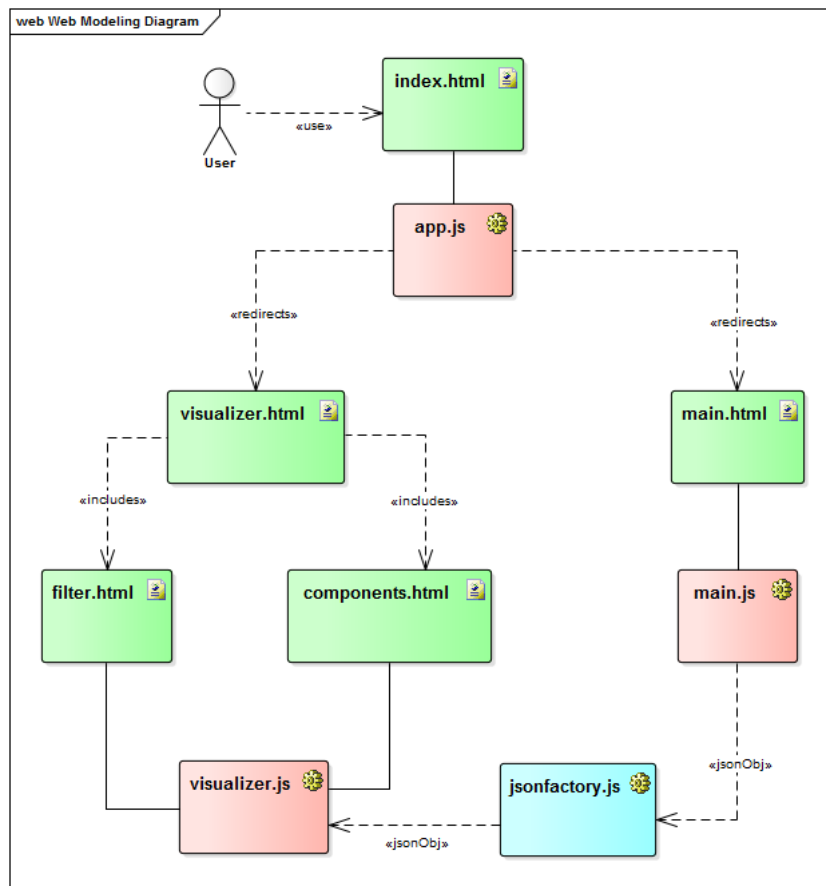 web Web Modeling Diagram
index.html
«use»
User
app.js
«redirects»
«redirects»
visualizer.html
main.html
«includes»
«includes»
filter.html
components.html
main.js
visualizer.js
jsonfactory.js
«jsonObj»
«jsonObj»